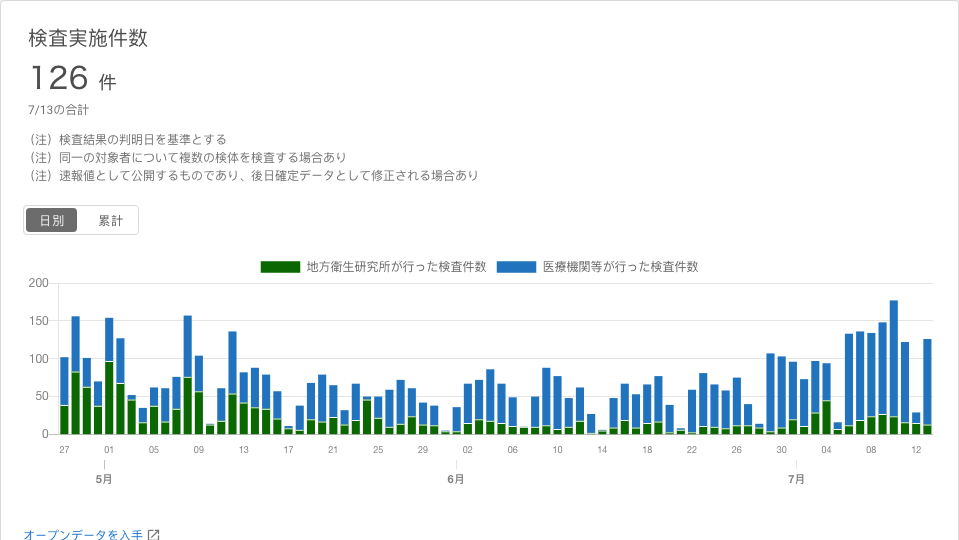 検査実施件数
126 件
7/13の合計
（注）検査結果の判明日を基準とする
（注）同一の対象者について複数の検体を検査する場合あり
（注）速報値として公開するものであり、後日確定データとして修正される場合あり
日別 累計
地方衛生研究所が行った検査件数 医療機関等が行った検査件数
200
150
100
50
0
27 01 05 09 13 17 21 25 29 02 06 10 14 18 22 26 30 04 08 12
5月 6月 7月
オープンデータを入手